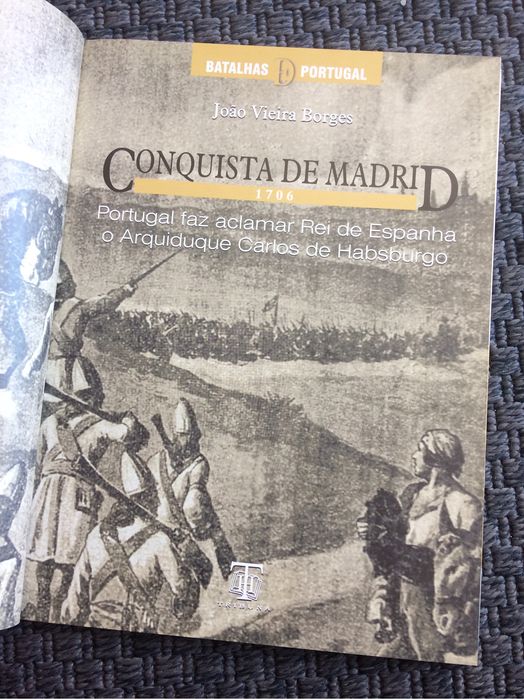 BATALHAS D PORTUGAL
João Vieira Borges
CONQUISTA DE MADRID
1706
Portugal faz aclamar Rei de Espanha
o Arquiduque Carlos de Habsburgo
T
TRIBUNA